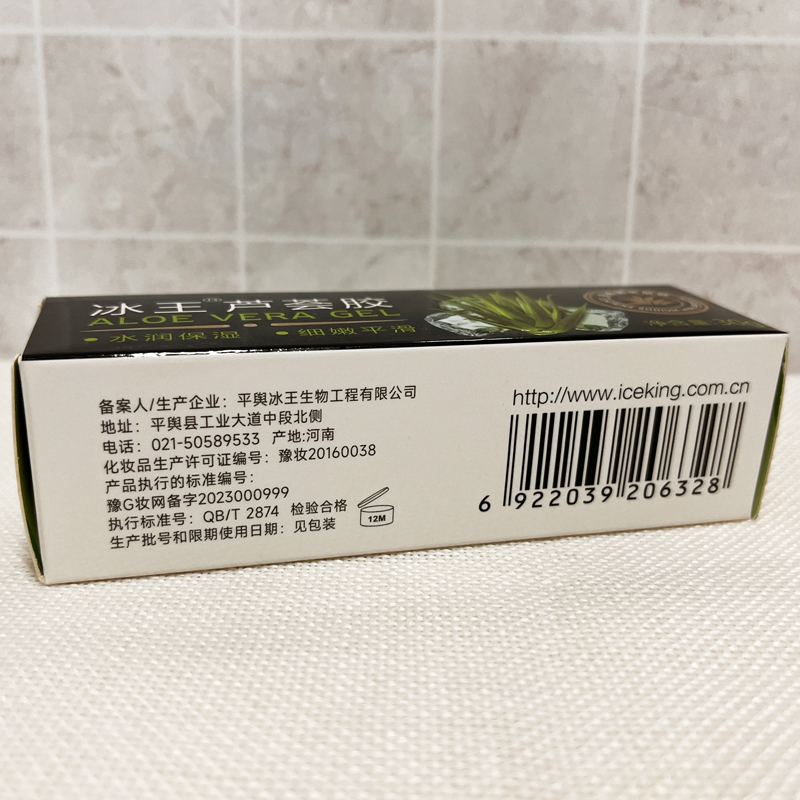 冰王®芦荟胶
ALOE VERA GEL
• 水润保湿 • 细嫩平滑
净含量
备案人/生产企业：平舆冰王生物工程有限公司
地址：平舆县工业大道中段北侧
电话：021-50589533 产地:河南
化妆品生产许可证编号：豫妆20160038
产品执行的标准编号：
豫G妆网备字2023000999
执行标准号：QB/T 2874 检验合格
生产批号和限期使用日期：见包装
12M
http://www.iceking.com.cn
6 922039 206328